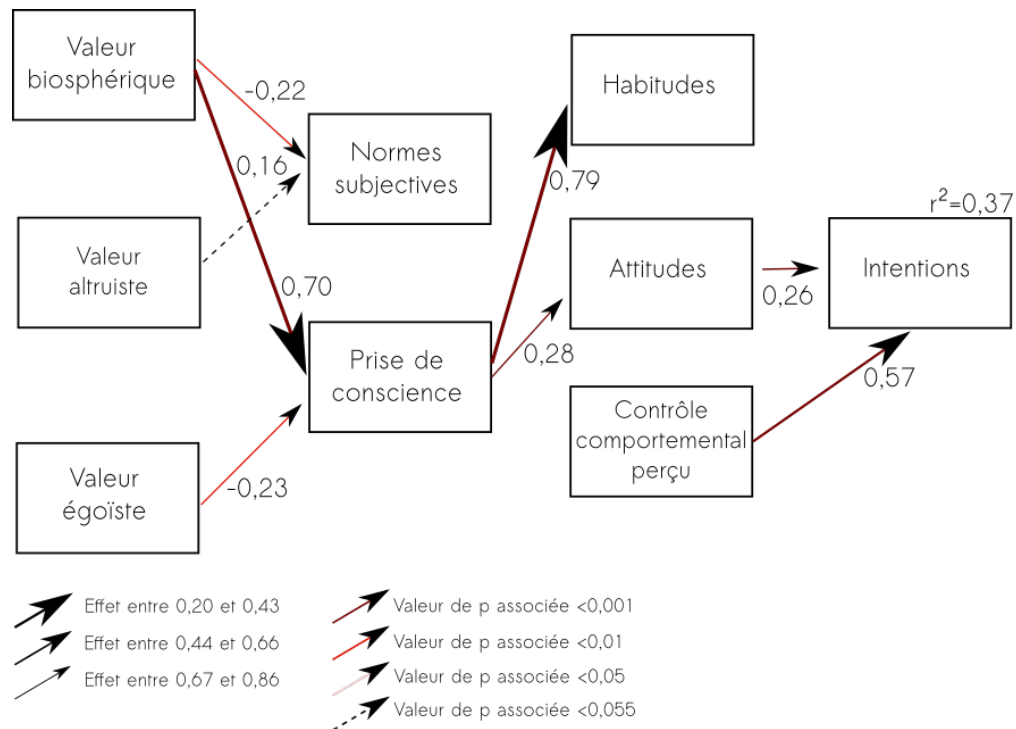 Valeur
biosphérique
-0,22
0,16
Normes
subjectives
Habitudes
0,79
Valeur
altruiste
0,70
Attitudes
0,26
r²=0,37
Intentions
Prise de
conscience
0,28
0,57
Contrôle
comportemental
perçu
Valeur
égoïste
-0,23
Effet entre 0,20 et 0,43
Effet entre 0,44 et 0,66
Effet entre 0,67 et 0,86
Valeur de p associée <0,001
Valeur de p associée <0,01
Valeur de p associée <0,05
Valeur de p associée <0,055